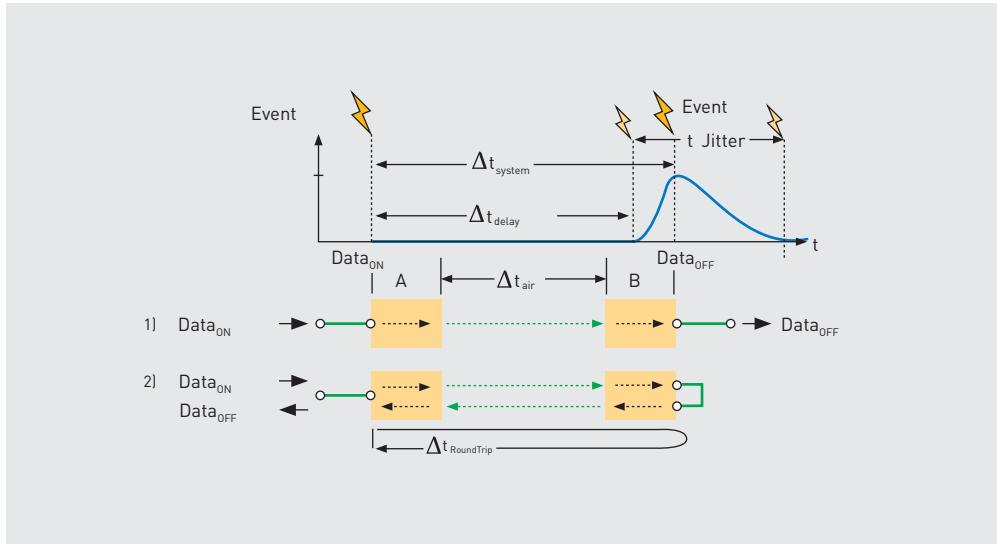 Event
Event
t Jitter
Δt system
Δt delay
t
Data ON
Data OFF
A
Δt air
B
1) Data ON
Data OFF
2) Data ON
Data OFF
Δt RoundTrip